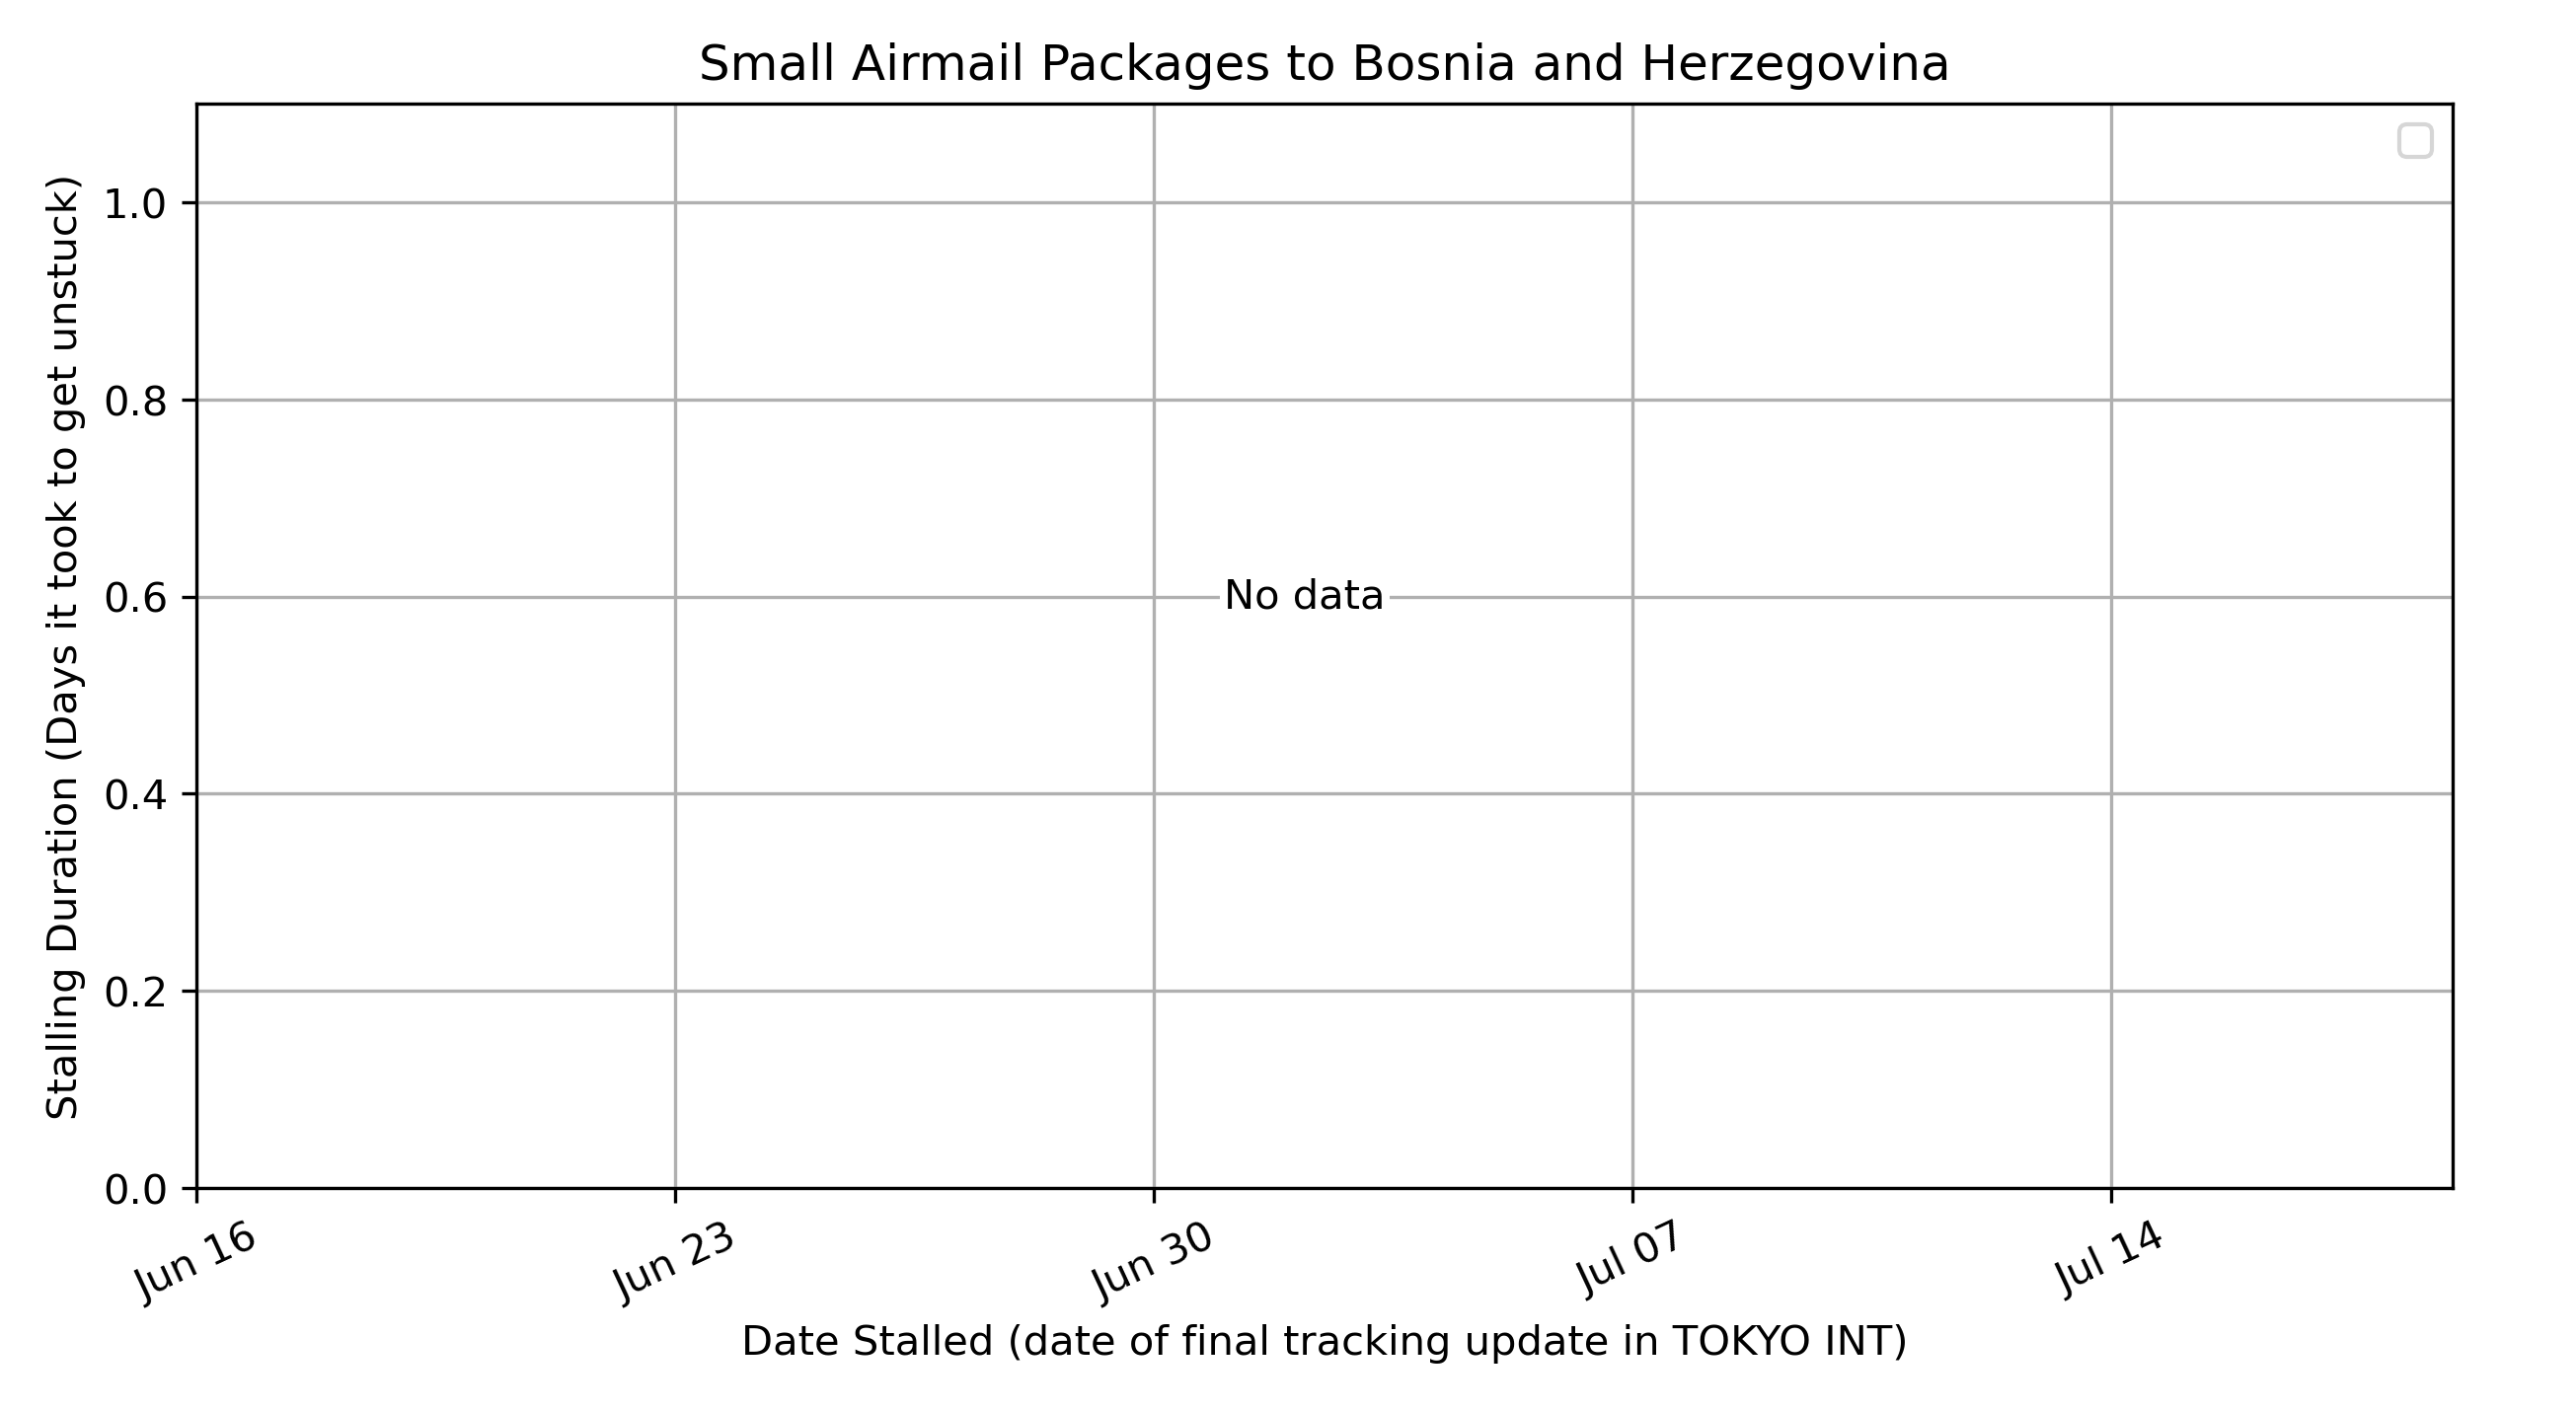 Small Airmail Packages to Bosnia and Herzegovina
Stalling Duration (Days it took to get unstuck)
1.0
0.8
0.6
0.4
0.2
0.0
No data
Jun 16
Jun 23
Jun 30
Jul 07
Jul 14
Date Stalled (date of final tracking update in TOKYO INT)